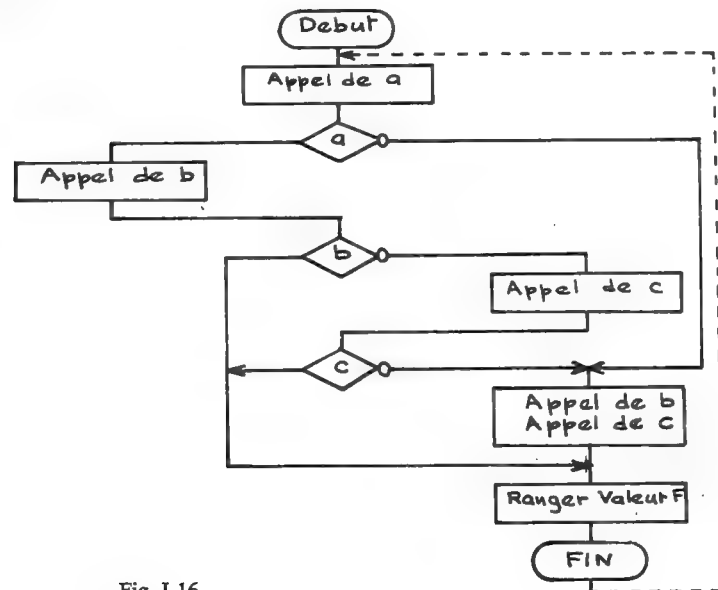 Debut
Appel de a
a
Appel de b
b
Appel de c
c
Appel de b
Appel de c
Ranger Valeur F
FIN
Fig. I-16